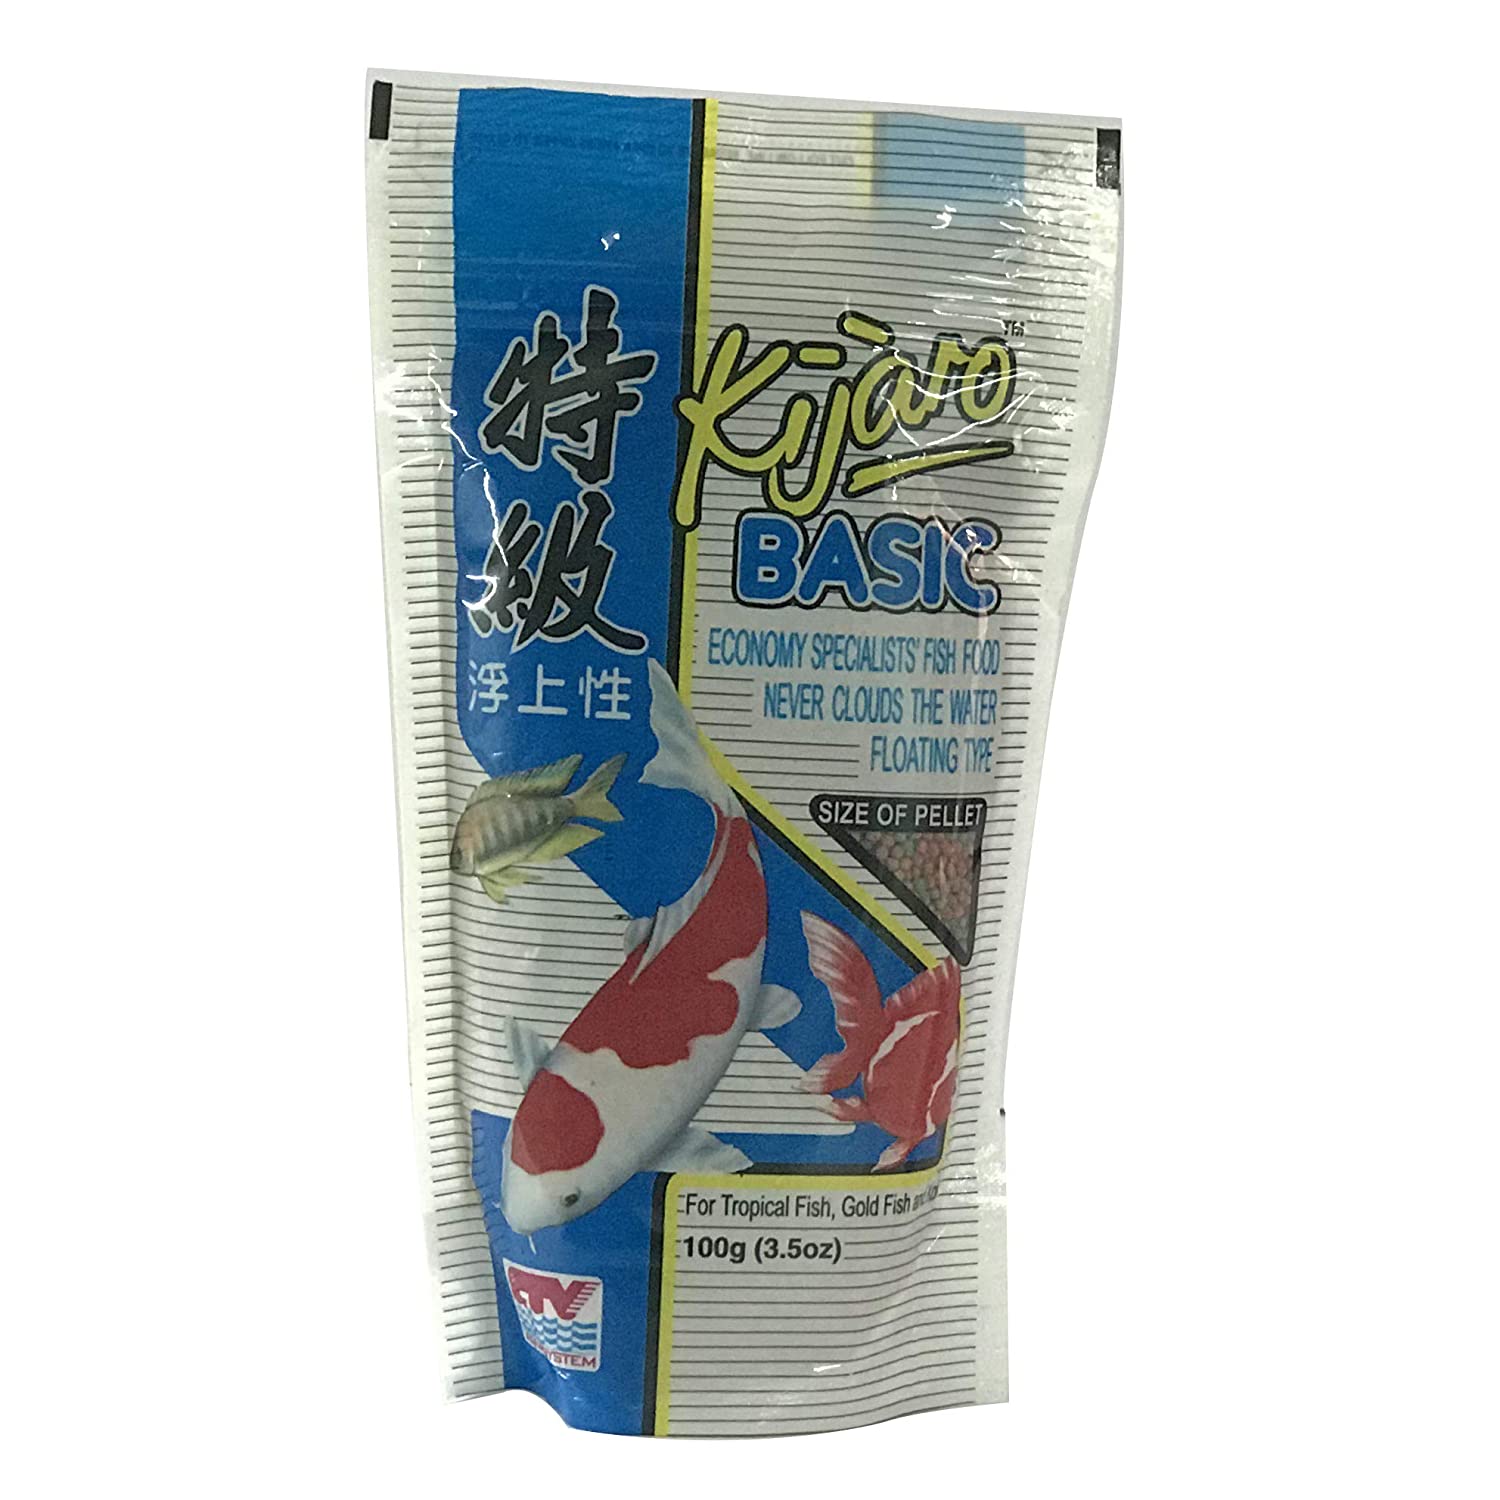 特級
浮上性
Kijàro™
BASIC
ECONOMY SPECIALISTS' FISH FOOD
NEVER CLOUDS THE WATER
FLOATING TYPE
SIZE OF PELLET
For Tropical Fish, Gold Fish and
100g (3.5oz)